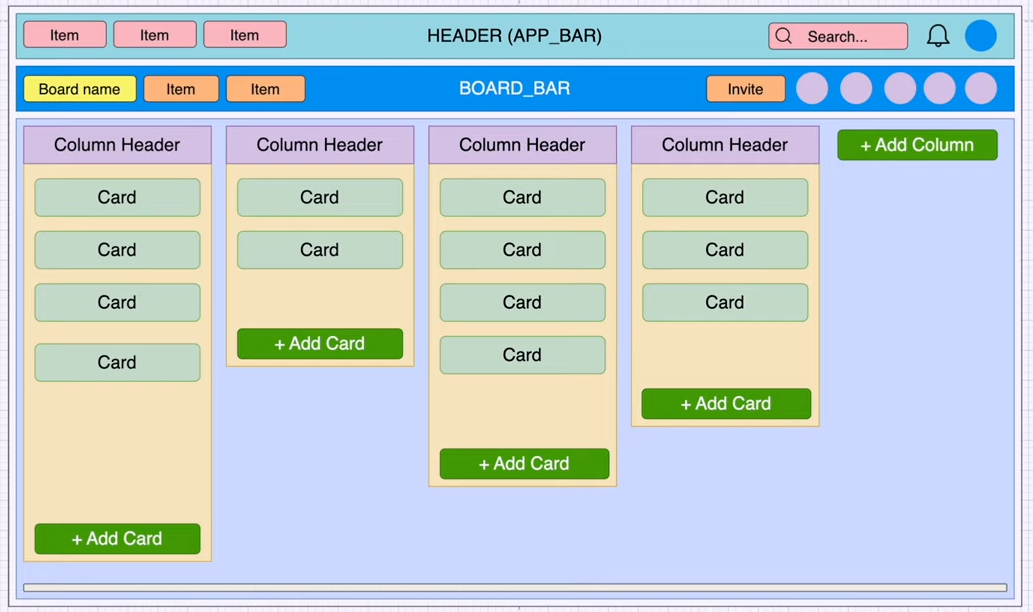 Item Item Item HEADER (APP_BAR) Search...
Board name Item Item BOARD_BAR Invite
Column Header Column Header Column Header Column Header + Add Column
Card Card Card Card
Card Card Card Card
Card Card Card
+ Add Card
Card Card
+ Add Card
+ Add Card
+ Add Card